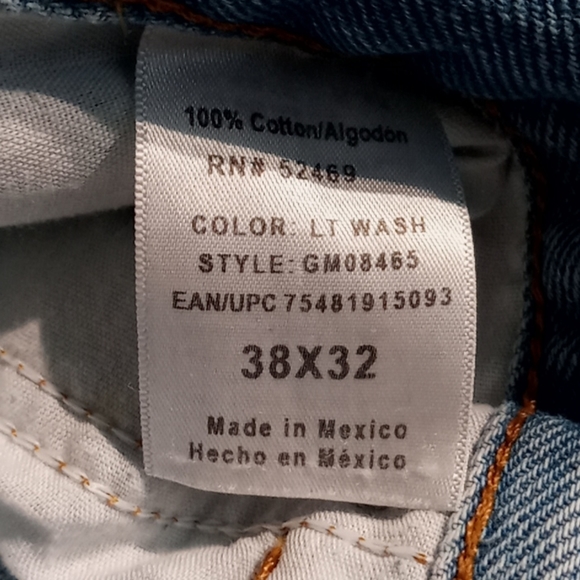 100% Cotton/Algodón
RN# 52469
COLOR: LT WASH
STYLE: GM08465
EAN/UPC 75481915093
38X32
Made in Mexico
Hecho en México